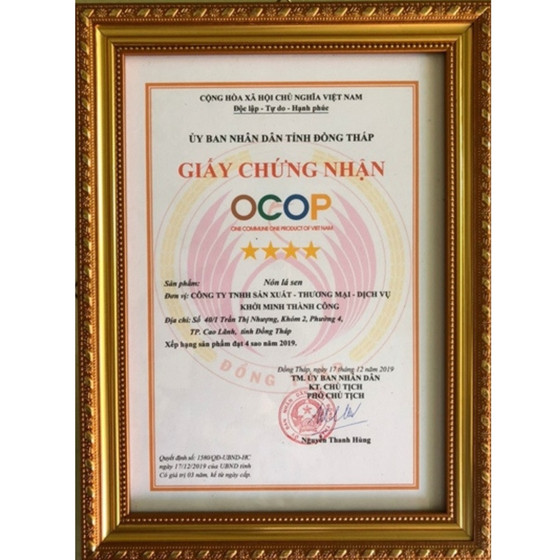 CỘNG HÒA XÃ HỘI CHỦ NGHĨA VIỆT NAM
Độc lập - Tự do - Hạnh phúc
ỦY BAN NHÂN DÂN TỈNH ĐỒNG THÁP
GIẤY CHỨNG NHẬN
OCOP
ONE COMMUNE ONE PRODUCT OF VIET NAM
Sản phẩm: Nón lá sen
Đơn vị: CÔNG TY TNHH SẢN XUẤT - THƯƠNG MẠI - DỊCH VỤ
KHỞI MINH THÀNH CÔNG
Địa chỉ: Số 40/1 Trần Thị Nhượng, Khóm 2, Phường 4,
TP. Cao Lãnh, tỉnh Đồng Tháp
Xếp hạng sản phẩm đạt 4 sao năm 2019.
ĐỒNG
Đồng Tháp, ngày 17 tháng 12 năm 2019
TM. ỦY BAN NHÂN DÂN
KT. CHỦ TỊCH
PHÓ CHỦ TỊCH
Nguyễn Thanh Hùng
Quyết định số: 1580/QĐ-UBND-HC
ngày 17/12/2019 của UBND tỉnh
Có giá trị 03 năm, kể từ ngày cấp.